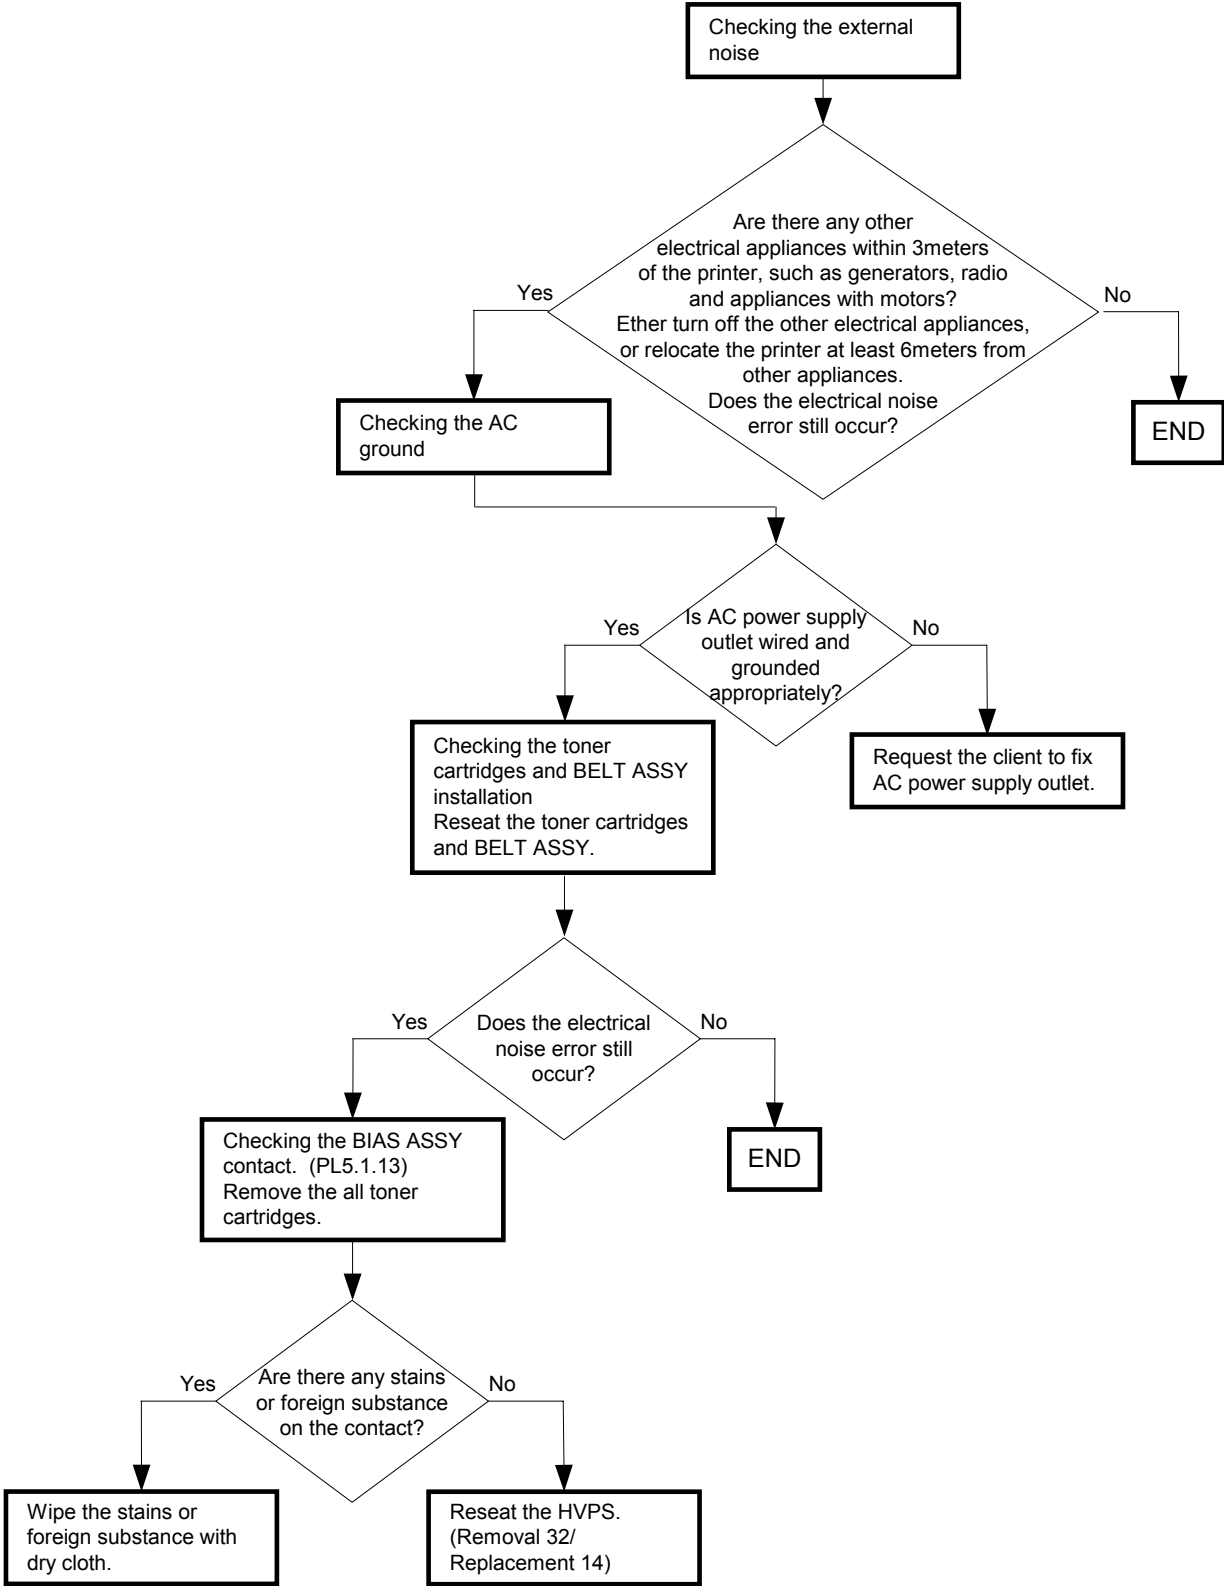 Checking the external
noise
Are there any other
electrical appliances within 3meters
of the printer, such as generators, radio
and appliances with motors?
Ether turn off the other electrical appliances,
or relocate the printer at least 6meters from
other appliances.
Does the electrical noise
error still occur?
Yes
No
Checking the AC
ground
END
Is AC power supply
outlet wired and
grounded
appropriately?
Yes
No
Checking the toner
cartridges and BELT ASSY
installation
Reseat the toner cartridges
and BELT ASSY.
Request the client to fix
AC power supply outlet.
Does the electrical
noise error still
occur?
Yes
No
Checking the BIAS ASSY
contact.  (PL5.1.13)
Remove the all toner
cartridges.
END
Are there any stains
or foreign substance
on the contact?
Yes
No
Wipe the stains or
foreign substance with
dry cloth.
Reseat the HVPS.
(Removal 32/
Replacement 14)